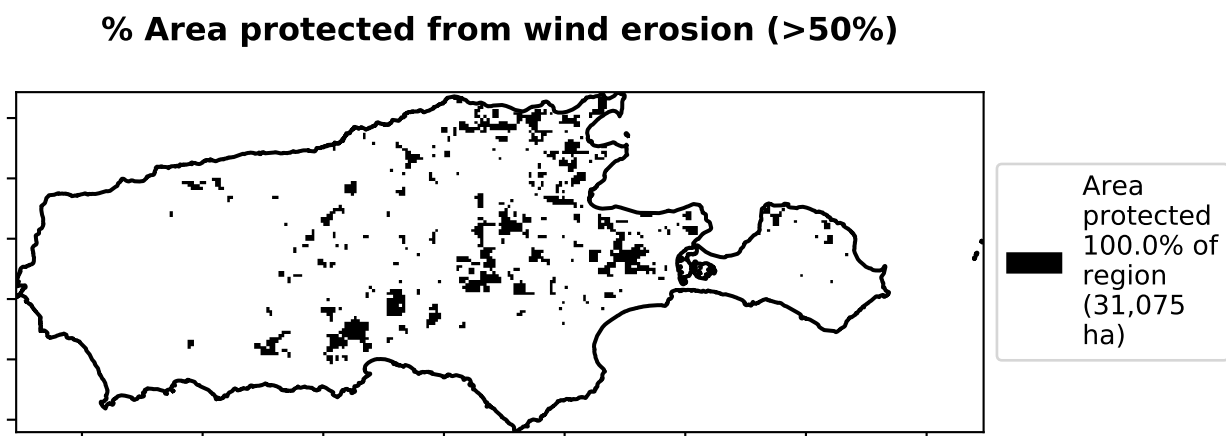 % Area protected from wind erosion (>50%)
Area
protected
100.0% of
region
(31,075
ha)